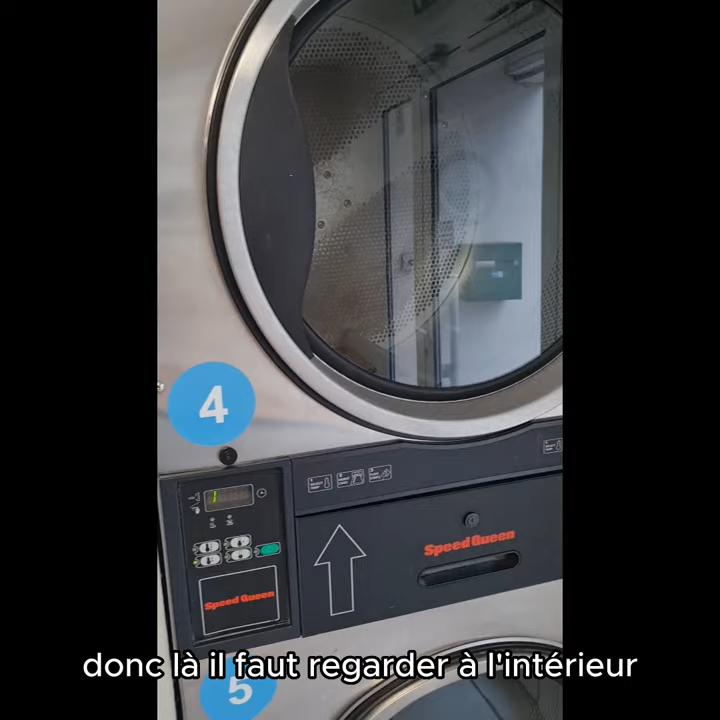 4
Speed Queen
Speed Queen
donc là il faut regarder à l'intérieur
5